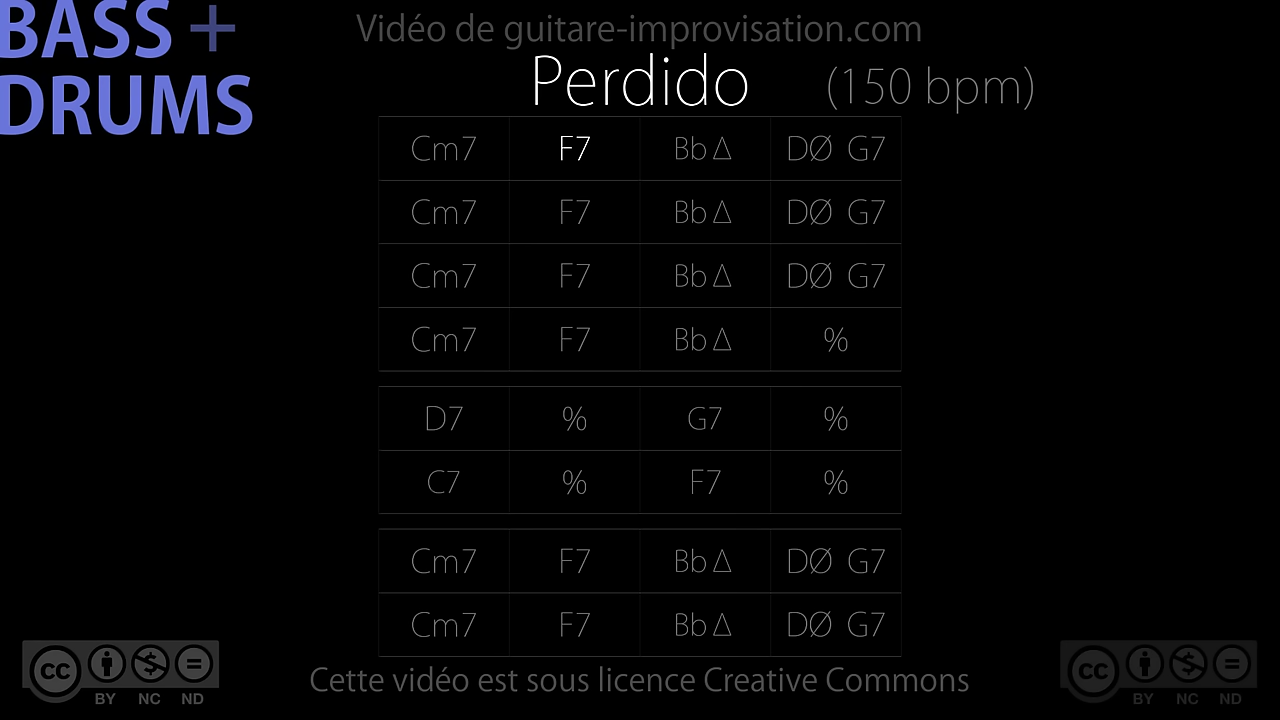 BASS +
DRUMS
Vidéo de guitare-improvisation.com
Perdido (150 bpm)
Cm7 F7 Bb∆ DØ G7
Cm7 F7 Bb∆ DØ G7
Cm7 F7 Bb∆ DØ G7
Cm7 F7 Bb∆ %
D7 % G7 %
C7 % F7 %
Cm7 F7 Bb∆ DØ G7
Cm7 F7 Bb∆ DØ G7
cc BY NC ND
Cette vidéo est sous licence Creative Commons
cc BY NC ND